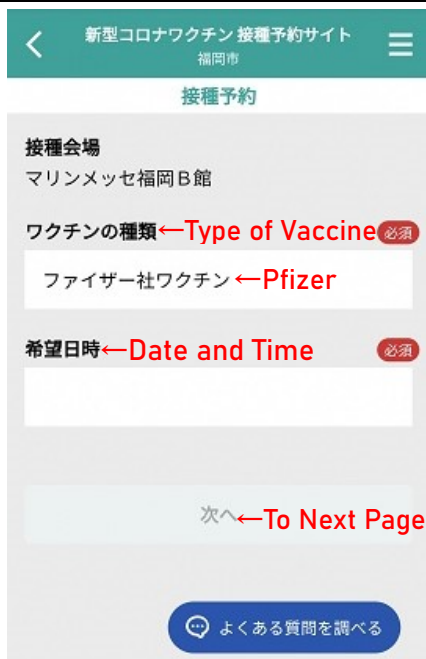 新型コロナワクチン 接種予約サイト
福岡市
接種予約
接種会場
マリンメッセ福岡B館
ワクチンの種類←Type of Vaccine 必須
ファイザー社ワクチン←Pfizer
希望日時←Date and Time 必須
次へ←To Next Page
よくある質問を調べる